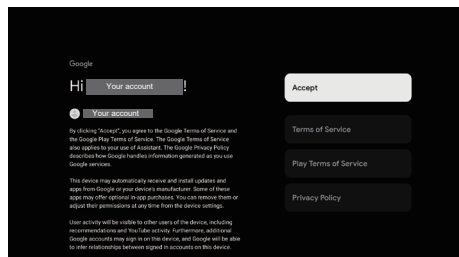 Google
Hi Your account !
Your account
Accept
By clicking "Accept", you agree to the Google Terms of Service and
the Google Play Terms of Service. The Google Terms of Service
also applies to your use of Assistant. The Google Privacy Policy
describes how Google handles information generated as you use
Google services.
This device may automatically receive and install updates and
apps from Google or your device's manufacturer. Some of these
apps may offer optional in-app purchases. You can remove them or
adjust their permissions at any time from the device settings.
User activity will be visible to other users of the device, including
recommendations and YouTube activity. Furthermore, additional
Google accounts may sign in on this device, and Google will be able
to infer relationships between signed in accounts on this device.
Terms of Service
Play Terms of Service
Privacy Policy